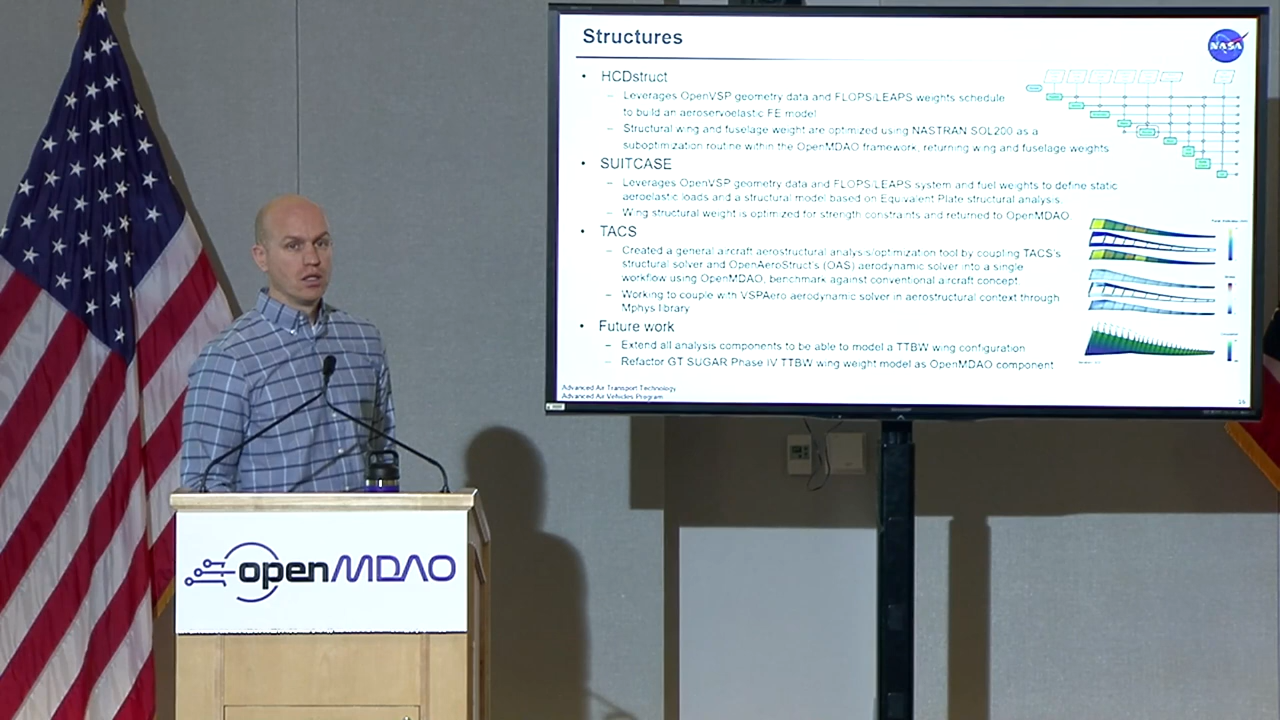 Structures
NASA
• HCDstruct
– Leverages OpenVSP geometry data and FLOPS/LEAPS weights schedule
to build an aeroservoelastic FE model
– Structural wing and fuselage weight are optimized using NASTRAN SOL200 as a
suboptimization routine within the OpenMDAO framework, returning wing and fuselage weights
• SUITCASE
– Leverages OpenVSP geometry data and FLOPS/LEAPS system and fuel weights to define static
aeroelastic loads and a structural model based on Equivalent Plate structural analysis
– Wing structural weight is optimized for strength constraints and returned to OpenMDAO
• TACS
– Created a general aircraft aerostructural analysis/optimization tool by coupling TACS's
structural solver and OpenAeroStruct's (OAS) aerodynamic solver into a single
workflow using OpenMDAO, benchmark against conventional aircraft concept
– Working to couple with VSPAero aerodynamic solver in aerostructural context through
Mphys library
• Future work
– Extend all analysis components to be able to model a TTBW wing configuration
– Refactor GT SUGAR Phase IV TTBW wing weight model as OpenMDAO component
Advanced Air Transport Technology
Advanced Air Vehicles Program
openMDAO